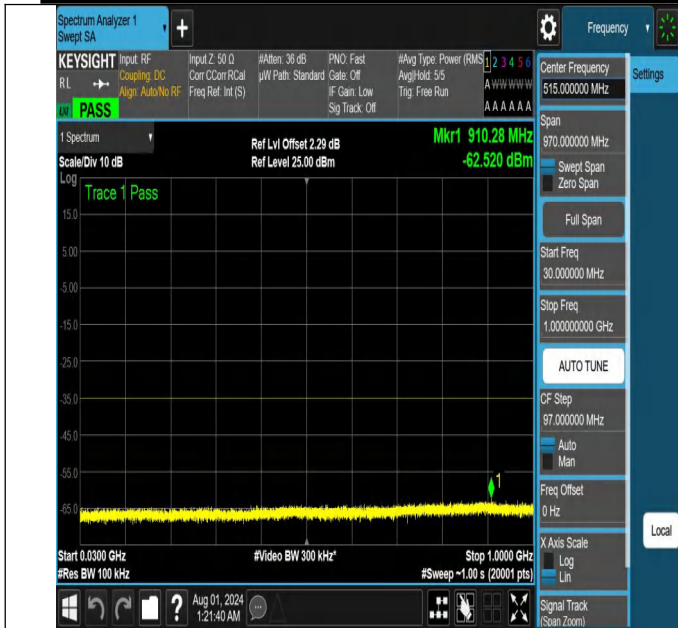 Spectrum Analyzer 1
Swept SA
+
Frequency
KEYSIGHT
RL
LXI
PASS
Input: RF
Coupling: DC
Align: Auto/No RF
Input Z: 50 Ω
Corr CCorr RCal
Freq Ref: Int (S)
#Atten: 36 dB
µW Path: Standard
PNO: Fast
Gate: Off
IF Gain: Low
Sig Track: Off
#Avg Type: Power (RMS
Avg|Hold: 5/5
Trig: Free Run
1 2 3 4 5 6
A W W W W W
A A A A A A
1 Spectrum
Scale/Div 10 dB
Ref Lvl Offset 2.29 dB
Ref Level 25.00 dBm
Mkr1 910.28 MHz
-62.520 dBm
Log
Trace 1 Pass
15.0
5.00
-5.00
-15.0
-25.0
-35.0
-45.0
-55.0
-65.0
1
Start 0.0300 GHz
#Res BW 100 kHz
#Video BW 300 kHz*
Stop 1.0000 GHz
#Sweep ~1.00 s (20001 pts)
Center Frequency
515.000000 MHz
Span
970.000000 MHz
Swept Span
Zero Span
Full Span
Start Freq
30.000000 MHz
Stop Freq
1.000000000 GHz
AUTO TUNE
CF Step
97.000000 MHz
Auto
Man
Freq Offset
0 Hz
X Axis Scale
Log
Lin
Signal Track
(Span Zoom)
Settings
Local
?
Aug 01, 2024
1:21:40 AM